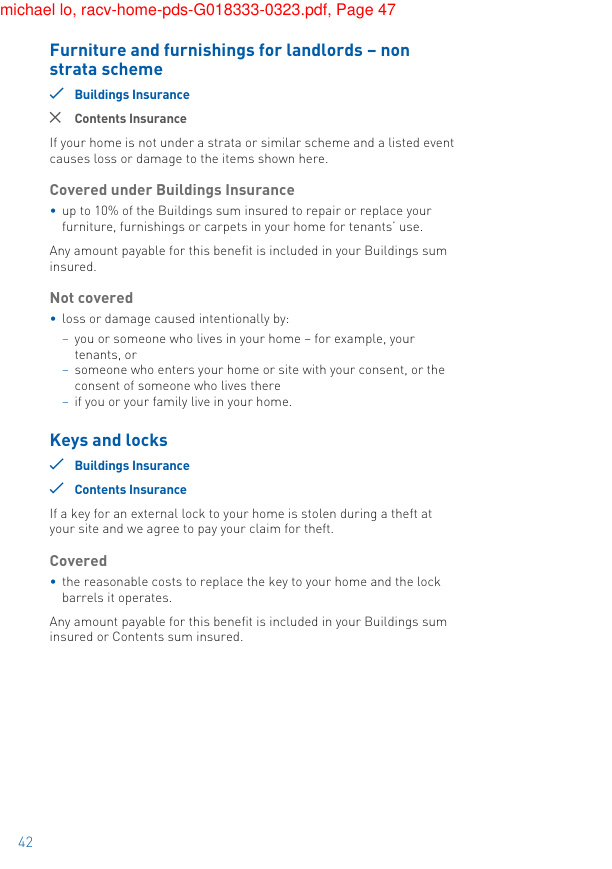 michael lo, racv-home-pds-G018333-0323.pdf, Page 47
Furniture and furnishings for landlords – non
strata scheme
Buildings Insurance
Contents Insurance
If your home is not under a strata or similar scheme and a listed event
causes loss or damage to the items shown here.
Covered under Buildings Insurance
• up to 10% of the Buildings sum insured to repair or replace your
furniture, furnishings or carpets in your home for tenants' use.
Any amount payable for this benefit is included in your Buildings sum
insured.
Not covered
• loss or damage caused intentionally by:
– you or someone who lives in your home – for example, your
tenants, or
– someone who enters your home or site with your consent, or the
consent of someone who lives there
– if you or your family live in your home.
Keys and locks
Buildings Insurance
Contents Insurance
If a key for an external lock to your home is stolen during a theft at
your site and we agree to pay your claim for theft.
Covered
• the reasonable costs to replace the key to your home and the lock
barrels it operates.
Any amount payable for this benefit is included in your Buildings sum
insured or Contents sum insured.
42